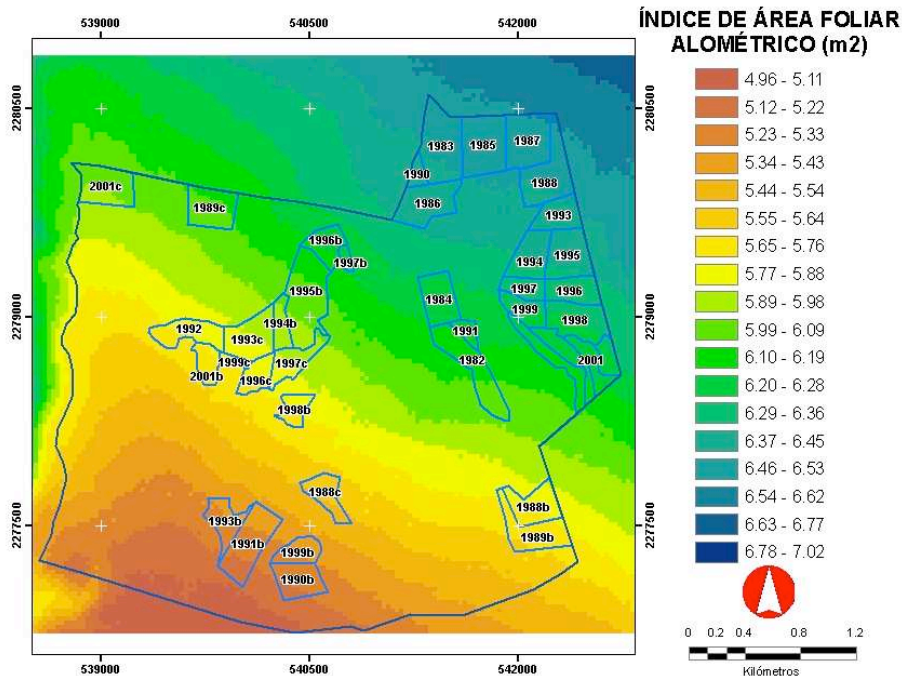 ÍNDICE DE ÁREA FOLIAR
ALOMÉTRICO (m2)
539000 540500 542000
2280500 2280500
2279000 2279000
2277500 2277500
539000 540500 542000
1983 1985 1987
1990
1986
1988
2001c
1989c
1993
1996b
1997b
1994 1995
1995b
1997 1996
1984
1999
1998
1992
1994b
1993c
1991
1982
2001
1999c
1997c
2001b
1996c
1998b
1988c
1988b
1993b
1991b
1989b
1999b
1990b
4.96 - 5.11
5.12 - 5.22
5.23 - 5.33
5.34 - 5.43
5.44 - 5.54
5.55 - 5.64
5.65 - 5.76
5.77 - 5.88
5.89 - 5.98
5.99 - 6.09
6.10 - 6.19
6.20 - 6.28
6.29 - 6.36
6.37 - 6.45
6.46 - 6.53
6.54 - 6.62
6.63 - 6.77
6.78 - 7.02
0 0.2 0.4 0.8 1.2
Kilómetros